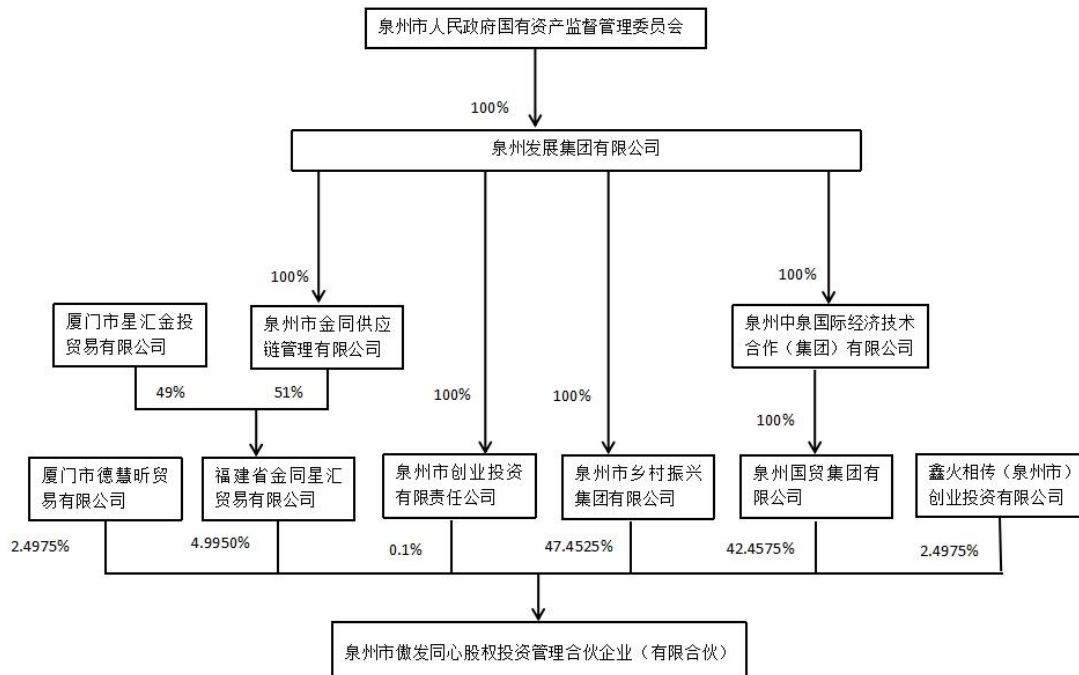 泉州市人民政府国有资产监督管理委员会
100%
泉州发展集团有限公司
100%
100%
厦门市星汇金投
贸易有限公司
泉州市金同供应
链管理有限公司
泉州中泉国际经济技术
合作（集团）有限公司
49%
51%
100%
100%
100%
厦门市德慧昕贸
易有限公司
福建省金同星汇
贸易有限公司
泉州市创业投资
有限责任公司
泉州市乡村振兴
集团有限公司
泉州国贸集团有
限公司
鑫火相传（泉州市）
创业投资有限公司
2.4975%
4.9950%
0.1%
47.4525%
42.4575%
2.4975%
泉州市傲发同心股权投资管理合伙企业（有限合伙）